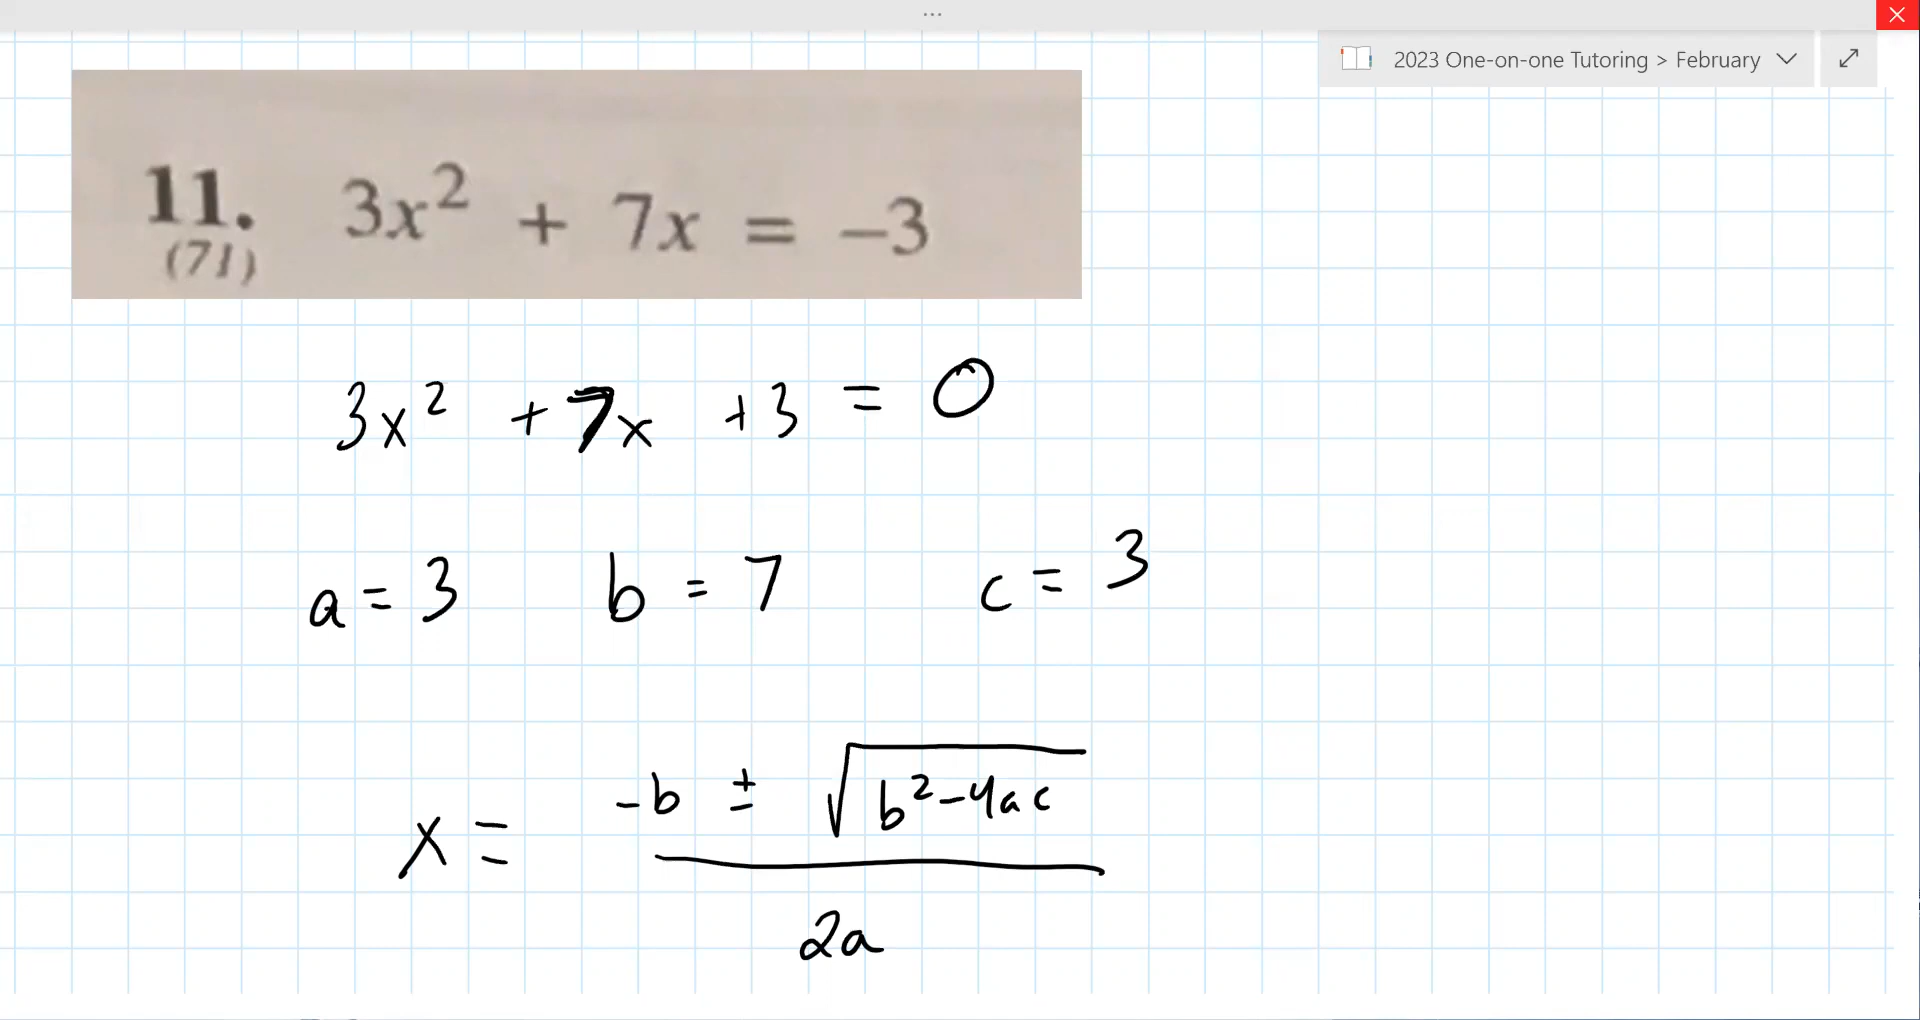 ...
2023 One-on-one Tutoring > February
11. 3x² + 7x = -3
(71)
3x² + 7x + 3 = 0
a = 3 b = 7 c = 3
x = (-b ± √(b²-4ac)) / 2a